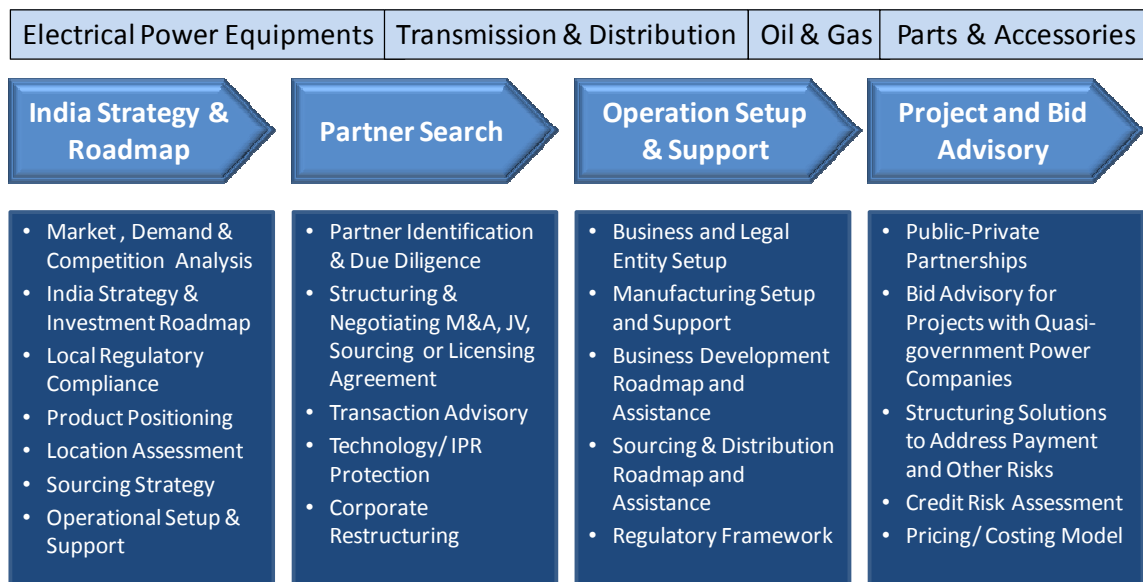 Electrical Power Equipments
Transmission & Distribution
Oil & Gas
Parts & Accessories
India Strategy &
Roadmap
Partner Search
Operation Setup
& Support
Project and Bid
Advisory
• Market , Demand &
Competition Analysis
• India Strategy &
Investment Roadmap
• Local Regulatory
Compliance
• Product Positioning
• Location Assessment
• Sourcing Strategy
• Operational Setup &
Support
• Partner Identification
& Due Diligence
• Structuring &
Negotiating M&A, JV,
Sourcing or Licensing
Agreement
• Transaction Advisory
• Technology/ IPR
Protection
• Corporate
Restructuring
• Business and Legal
Entity Setup
• Manufacturing Setup
and Support
• Business Development
Roadmap and
Assistance
• Sourcing & Distribution
Roadmap and
Assistance
• Regulatory Framework
• Public-Private
Partnerships
• Bid Advisory for
Projects with Quasi-
government Power
Companies
• Structuring Solutions
to Address Payment
and Other Risks
• Credit Risk Assessment
• Pricing/ Costing Model